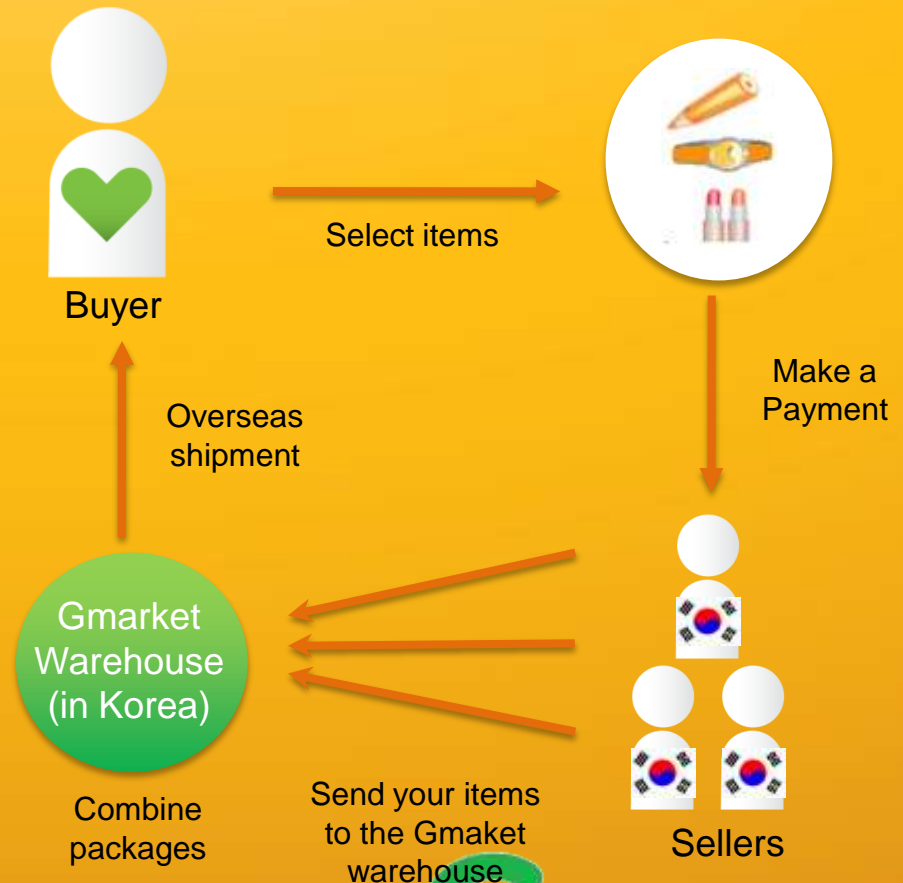 Select items
Buyer
Make a
Payment
Overseas
shipment
Gmarket
Warehouse
(in Korea)
Combine
packages
Send your items
to the Gmaket
warehouse
Sellers